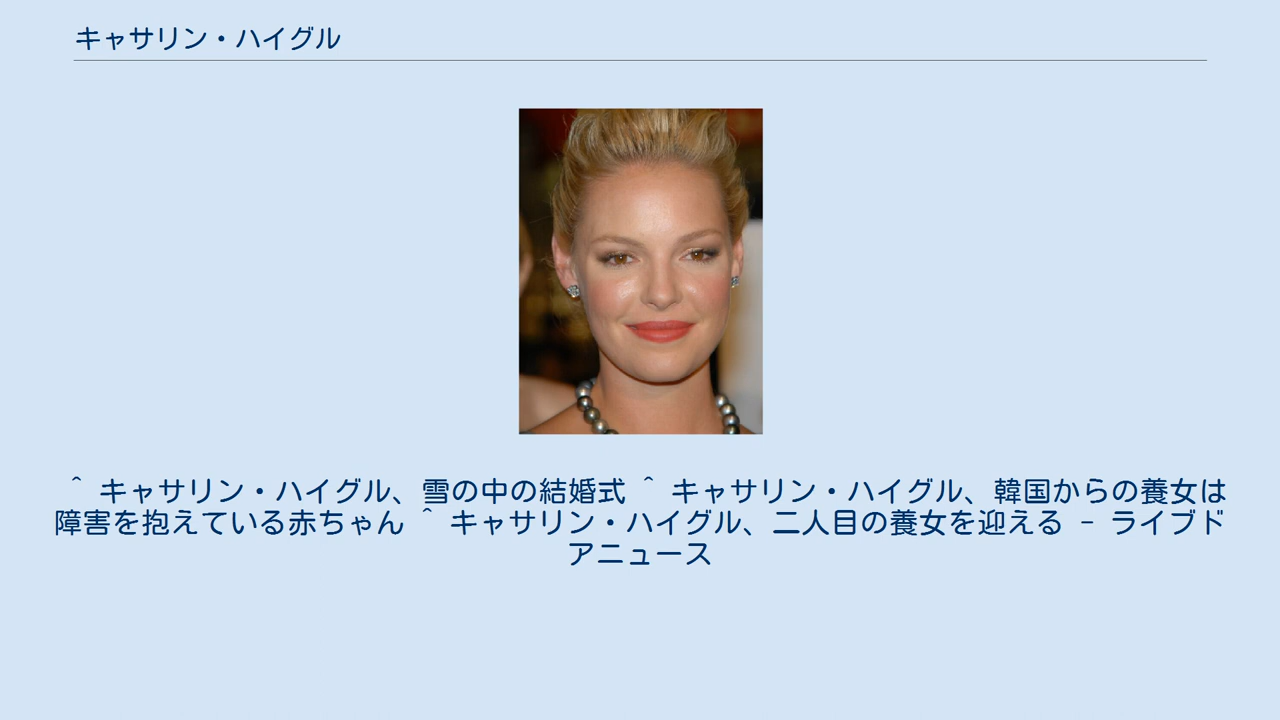 キャサリン・ハイグル
^ キャサリン・ハイグル、雪の中の結婚式 ^ キャサリン・ハイグル、韓国からの養女は
障害を抱えている赤ちゃん ^ キャサリン・ハイグル、二人目の養女を迎える - ライブド
アニュース